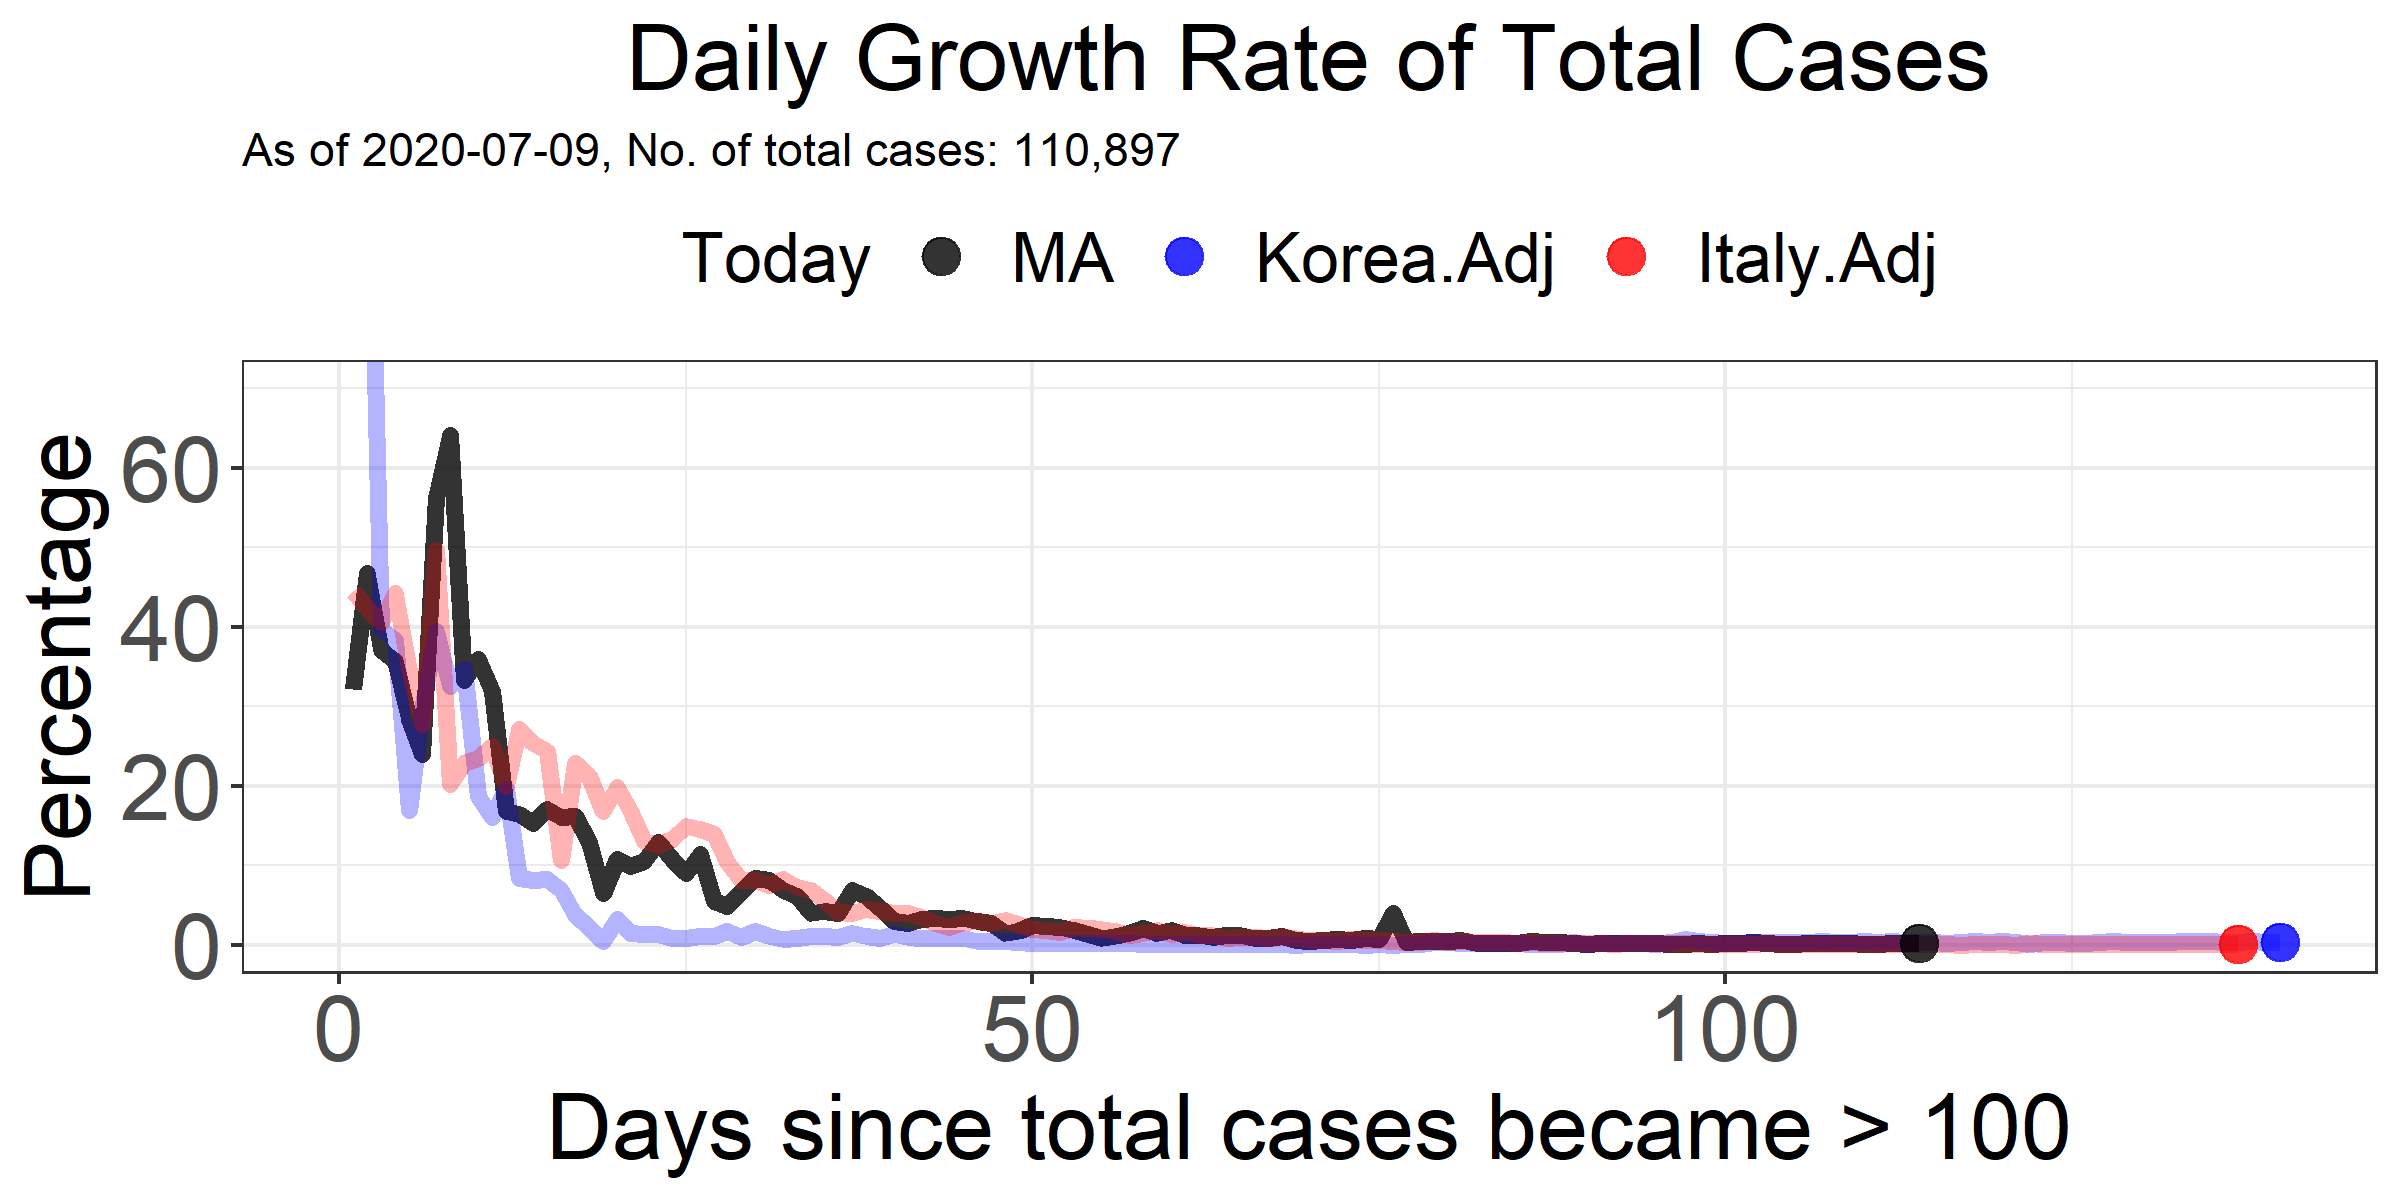 Daily Growth Rate of Total Cases
As of 2020-07-09, No. of total cases: 110,897
Today MA Korea.Adj Italy.Adj
Percentage
60
40
20
0
0 50 100
Days since total cases became > 100